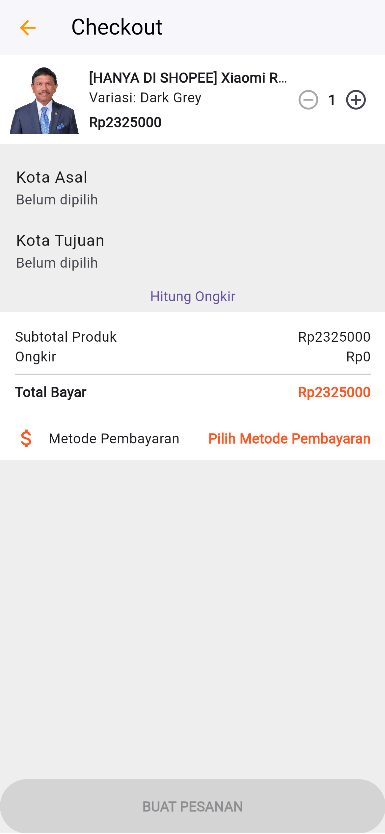 Checkout
[HANYA DI SHOPEE] Xiaomi R...
Variasi: Dark Grey
1
Rp2325000
Kota Asal
Belum dipilih
Kota Tujuan
Belum dipilih
Hitung Ongkir
Subtotal Produk Rp2325000
Ongkir Rp0
Total Bayar Rp2325000
$ Metode Pembayaran Pilih Metode Pembayaran
BUAT PESANAN